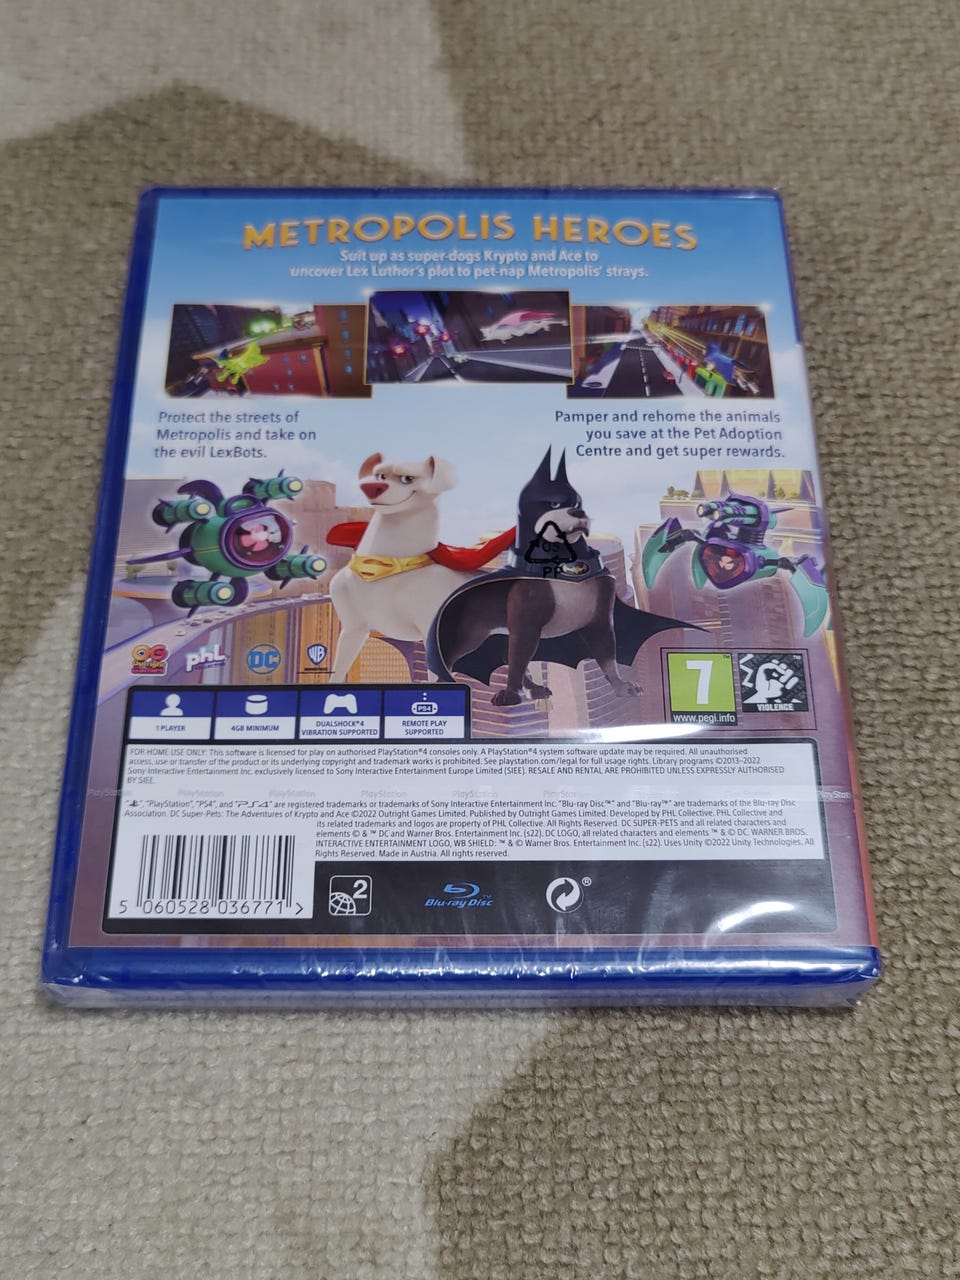 METROPOLIS HEROES
Suit up as super-dogs Krypto and Ace to
uncover Lex Luthor's plot to pet-nap Metropolis' strays.
Protect the streets of
Metropolis and take on
the evil LexBots.
Pamper and rehome the animals
you save at the Pet Adoption
Centre and get super rewards.
05
PP
OG
Outright
phL
COLLECTIVE
DC
WB
7
www.pegi.info
VIOLENCE
1 PLAYER
4GB MINIMUM
DUALSHOCK®4
VIBRATION SUPPORTED
PS4
REMOTE PLAY
SUPPORTED
FOR HOME USE ONLY: This software is licensed for play on authorised PlayStation®4 consoles only. A PlayStation®4 system software update may be required. All unauthorised
access, use or transfer of the product or its underlying copyright and trademark works is prohibited. See playstation.com/legal for full usage rights. Library programs ©2013–2022
Sony Interactive Entertainment Inc. exclusively licensed to Sony Interactive Entertainment Europe Limited (SIEE). RESALE AND RENTAL ARE PROHIBITED UNLESS EXPRESSLY AUTHORISED
BY SIEE.
PlayStation PlayStation PlayStation PlayStation PlayStation
", "PlayStation", "PS4", and "PS4" are registered trademarks or trademarks of Sony Interactive Entertainment Inc. "Blu-ray Disc™" and "Blu-ray™" are trademarks of the Blu-ray Disc
Association. DC Super-Pets: The Adventures of Krypto and Ace ©2022 Outright Games Limited. Published by Outright Games Limited. Developed by PHL Collective. PHL Collective and
its related trademarks and logos are property of PHL Collective. All Rights Reserved. DC SUPER-PETS and all related characters and
elements © & ™ DC and Warner Bros. Entertainment Inc. (s22). DC LOGO, all related characters and elements ™ & © DC. WARNER BROS.
INTERACTIVE ENTERTAINMENT LOGO, WB SHIELD: ™ & © Warner Bros. Entertainment Inc. (s22). Uses Unity ©2022 Unity Technologies. All
Rights Reserved. Made in Austria. All rights reserved.
5 060528 036771 >
2
Blu-ray Disc™
®